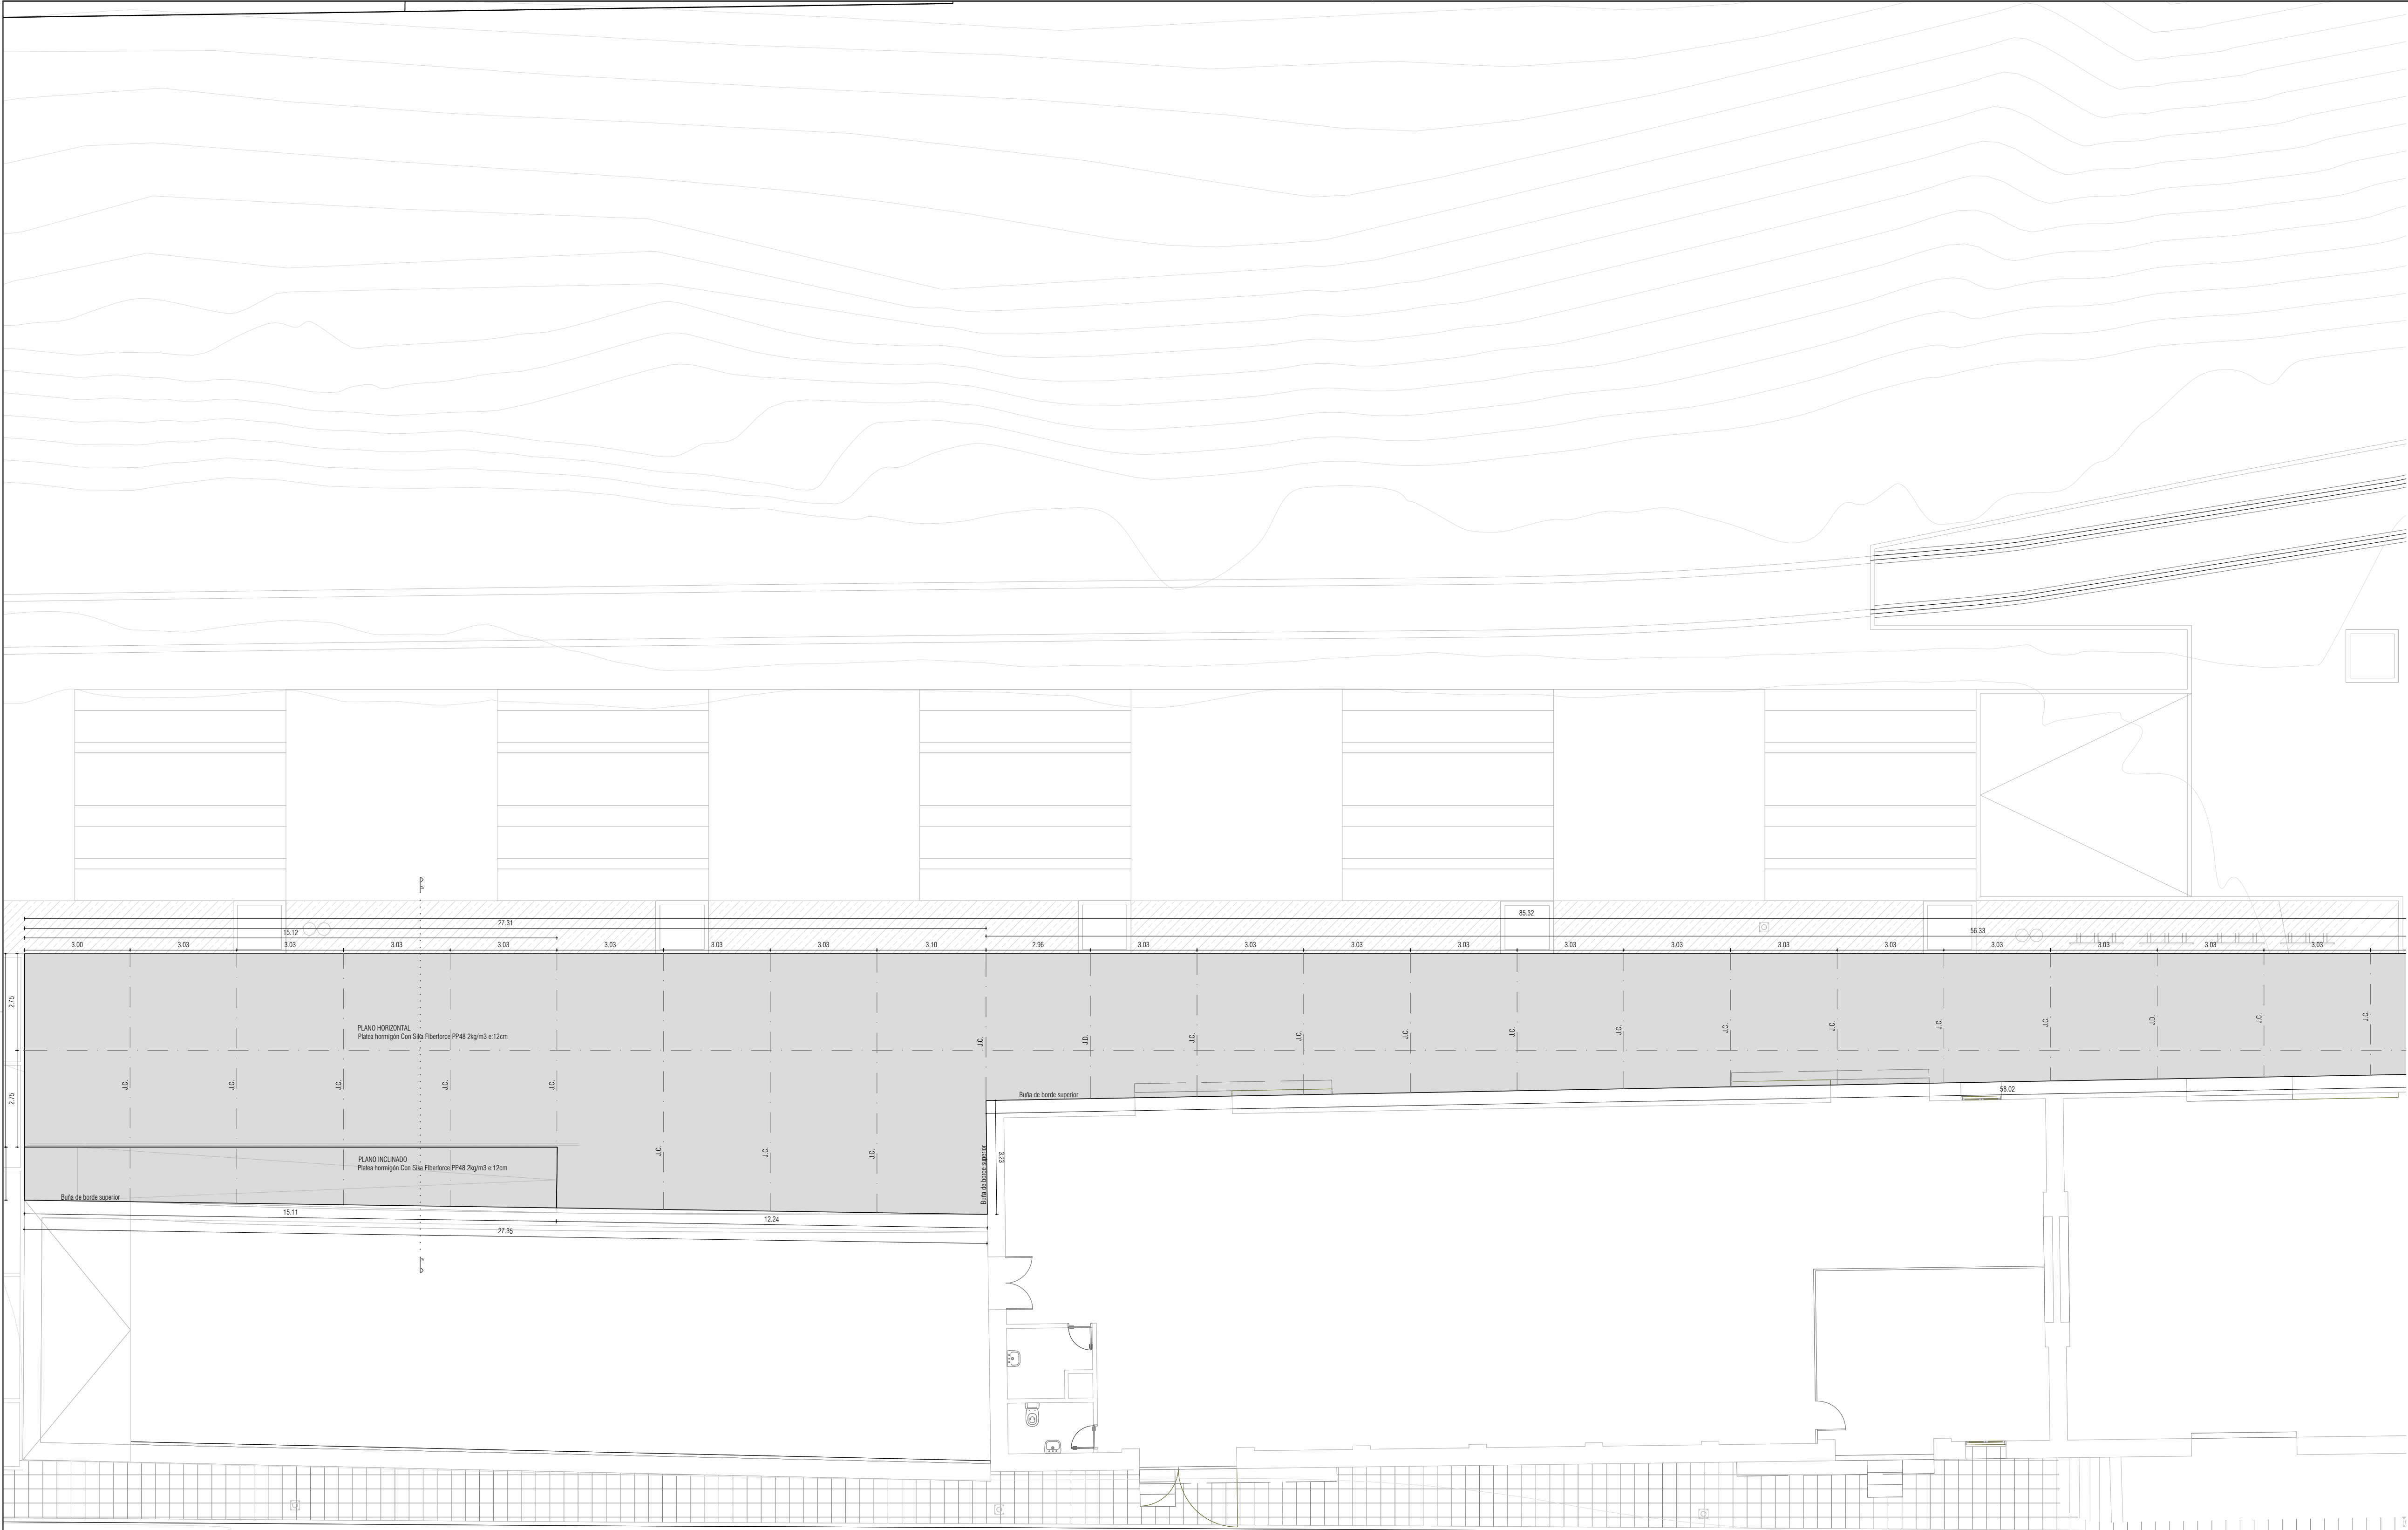 85.32
27.31
15.12
56.33
3.00
3.03
3.03
3.03
3.03
3.03
3.03
3.03
3.10
2.96
3.03
3.03
3.03
3.03
3.03
3.03
3.03
3.03
3.03
3.03
3.03
3.03
2.75
2.75
PLANO HORIZONTAL
Platea hormigón Con Sika Fiberforce PP48 2kg/m3 e:12cm
J.C.
J.D.
J.C.
J.C.
J.C.
J.C.
J.C.
J.C.
J.C.
J.C.
J.C.
J.D.
J.C.
J.C.
J.C.
J.C.
J.C.
J.C.
J.C.
Buña de borde superior
58.02
J.C.
J.C.
J.C.
PLANO INCLINADO
Platea hormigón Con Sika Fiberforce PP48 2kg/m3 e:12cm
Buña de borde superior
Buña de borde superior
3.23
15.11
12.24
27.35